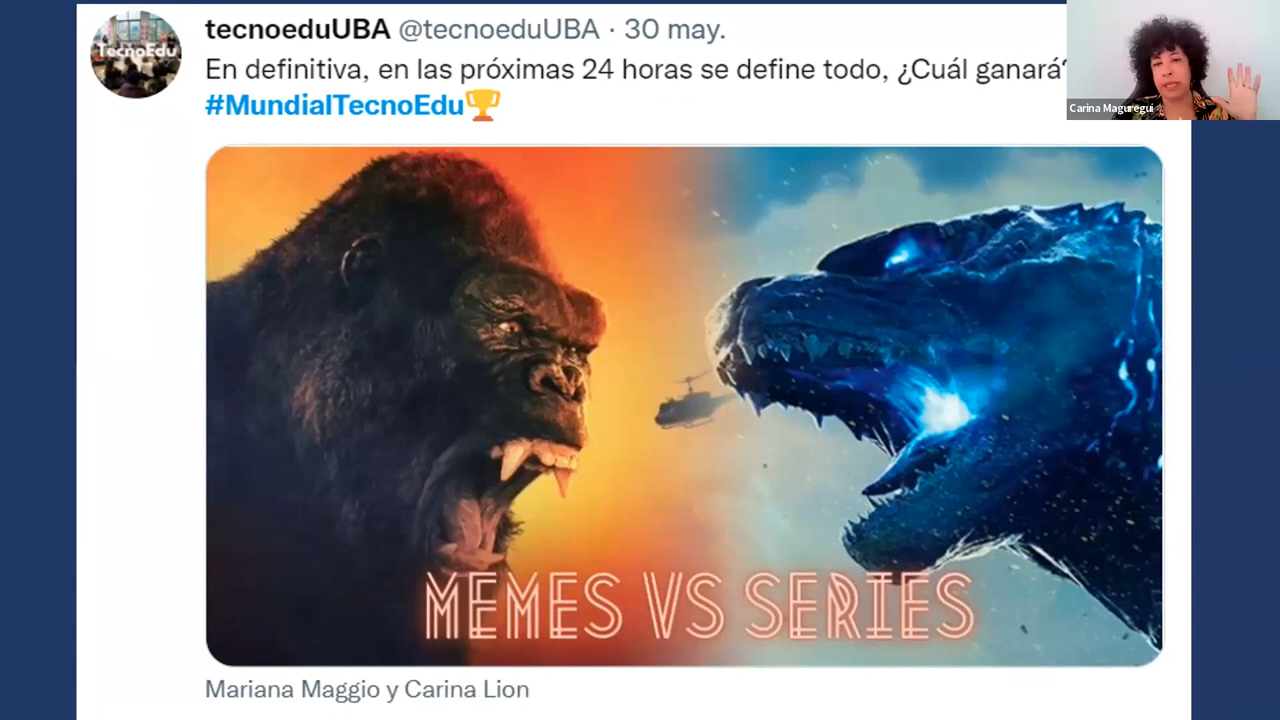 TecnoEdu
tecnoeduUBA @tecnoeduUBA · 30 may.
En definitiva, en las próximas 24 horas se define todo, ¿Cuál ganará?
#MundialTecnoEdu🏆
Carina Maguregui
MEMES VS SERIES
Mariana Maggio y Carina Lion